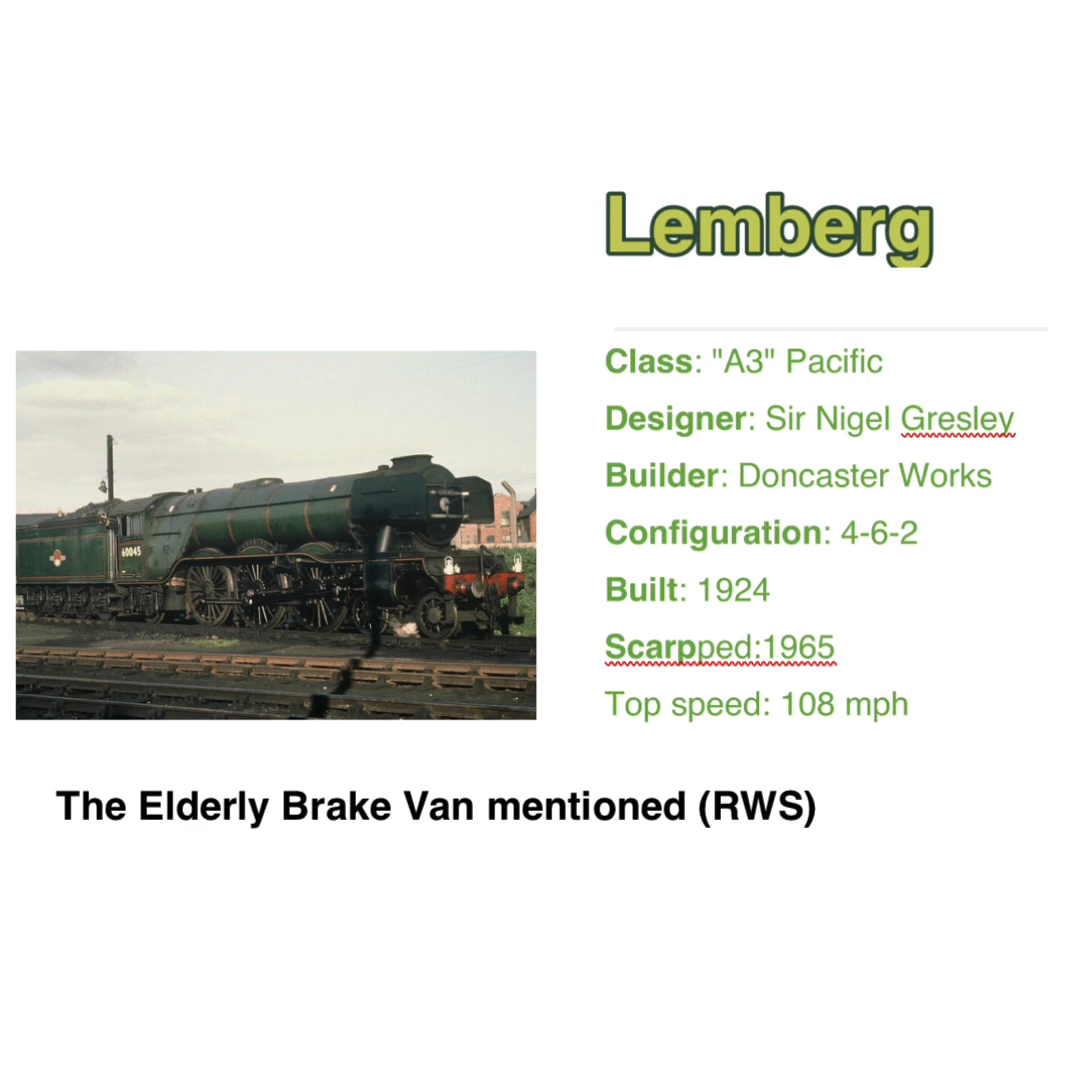 Lemberg
Class: "A3" Pacific
Designer: Sir Nigel Gresley
Builder: Doncaster Works
Configuration: 4-6-2
Built: 1924
Scarpped:1965
Top speed: 108 mph
60045
The Elderly Brake Van mentioned (RWS)